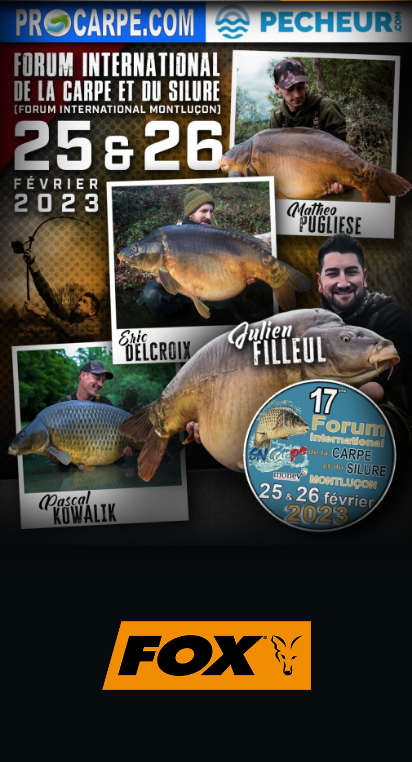 PROCARPE.COM
PECHEUR.COM
FORUM INTERNATIONAL
DE LA CARPE ET DU SILURE
(FORUM INTERNATIONAL MONTLUÇON)
25 & 26
FÉVRIER
2023
Matheo
PUGLIESE
Eric
DELCROIX
Julien
FILLEUL
Pascal
KOWALIK
17
Forum
international
de la CARPE
et du SILURE
MONTLUÇON
25 & 26 février
2023
FOX